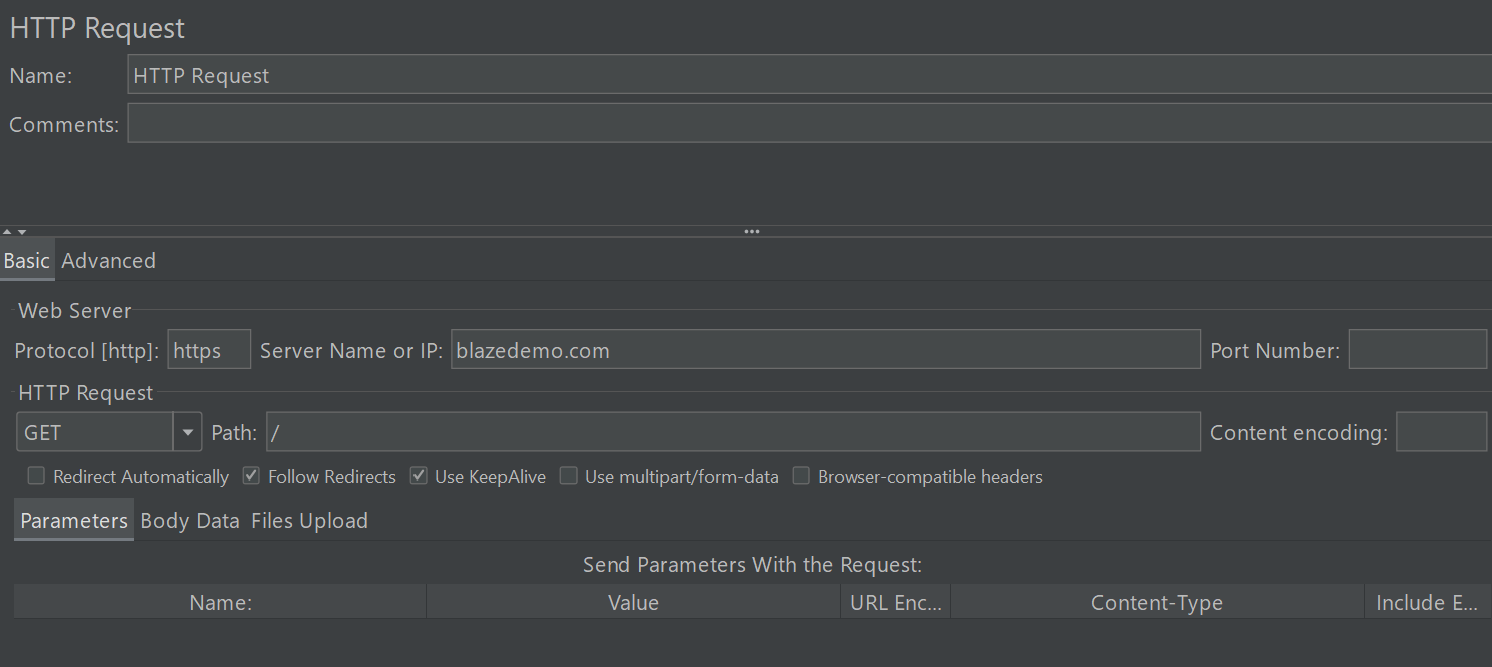 HTTP Request
Name: HTTP Request
Comments:
Basic Advanced
Web Server
Protocol [http]: https Server Name or IP: blazedemo.com Port Number:
HTTP Request
GET Path: / Content encoding:
Redirect Automatically Follow Redirects Use KeepAlive Use multipart/form-data Browser-compatible headers
Parameters Body Data Files Upload
Send Parameters With the Request:
Name: Value URL Enc... Content-Type Include E...